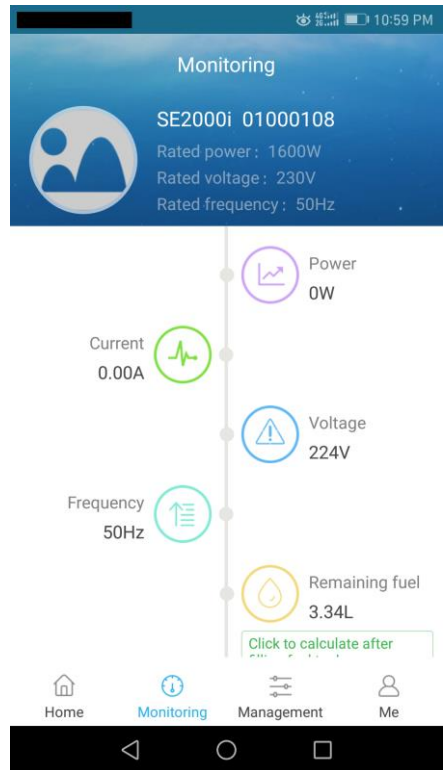 10:59 PM
Monitoring
SE2000i 01000108
Rated power: 1600W
Rated voltage: 230V
Rated frequency: 50Hz
Power
0W
Current
0.00A
Voltage
224V
Frequency
50Hz
Remaining fuel
3.34L
Click to calculate after
Home
Monitoring
Management
Me